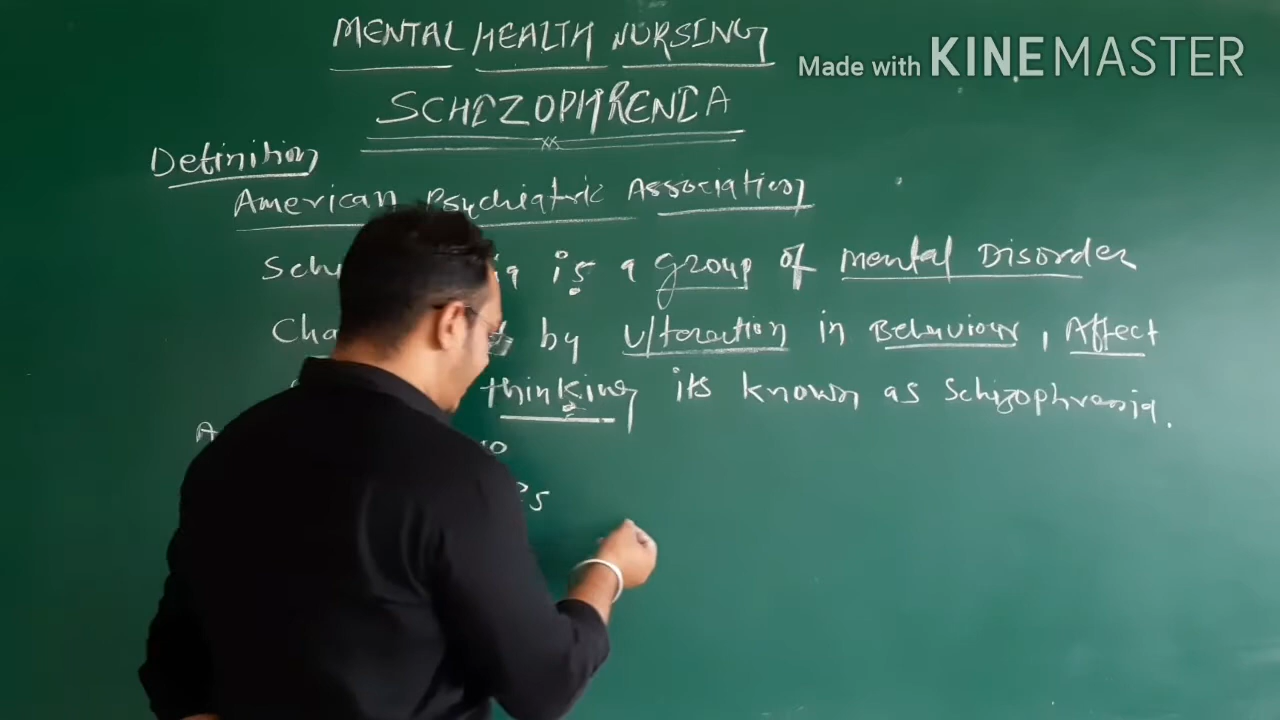 MENTAL HEALTH NURSING
Made with KINEMASTER
SCHIZOPHRENIA
Definition
American Psychiatric Association
is a group of mental Disorder
by in Behaviour, Affect
thinking its known as Schizophrenia.